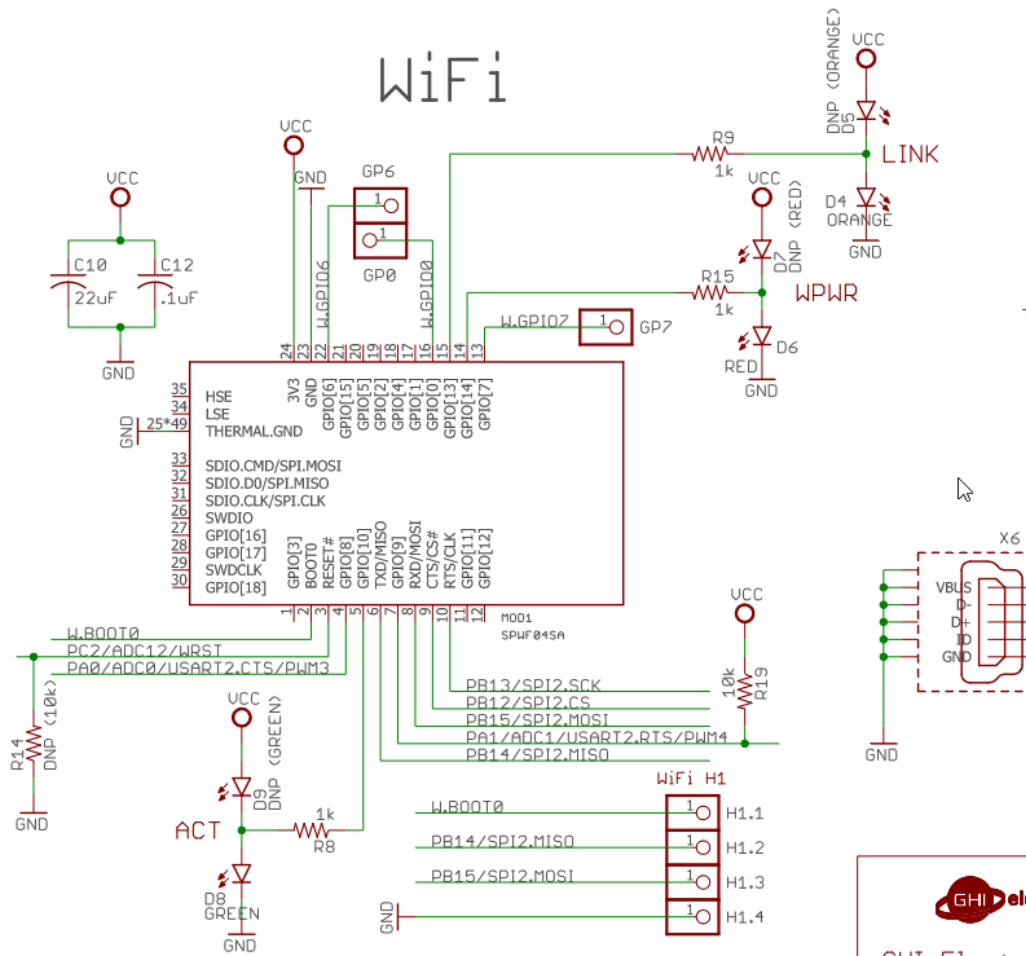 WiFi
VCC
DNP (ORANGE)
D5
LINK
R9
1k
D4
ORANGE
GND
VCC
DNP (RED)
D7
R15
1k
WPWR
D6
RED
GND
VCC
GND
GP6
1
1
GP0
W.GPIO6
W.GPIO0
W.GPIO7
1
GP7
VCC
C10
22uF
C12
.1uF
GND
24 23 22 21 20 19 18 17 16 15 14 13
3V3
GND
GPIO[6]
GPIO[15]
GPIO[5]
GPIO[2]
GPIO[4]
GPIO[1]
GPIO[0]
GPIO[13]
GPIO[14]
GPIO[7]
35 HSE
34 LSE
GND 25*49 THERMAL.GND
33 SDIO.CMD/SPI.MOSI
32 SDIO.D0/SPI.MISO
31 SDIO.CLK/SPI.CLK
26 SWDIO
27 GPIO[16]
28 GPIO[17]
29 SWDCLK
30 GPIO[18]
GPIO[3]
BOOT0
RESET#
GPIO[8]
GPIO[10]
TXD/MISO
GPIO[9]
RXD/MOSI
CTS/CS#
RTS/CLK
GPIO[11]
GPIO[12]
1 2 3 4 5 6 7 8 9 10 11 12
MOD1
SPWF04SA
W.BOOT0
PC2/ADC12/WRST
PA0/ADC0/USART2.CTS/PWM3
R14
DNP (10k)
GND
VCC
DNP (GREEN)
D9
ACT
1k
R8
D8
GREEN
GND
PB13/SPI2.SCK
PB12/SPI2.CS
PB15/SPI2.MOSI
PA1/ADC1/USART2.RTS/PWM4
PB14/SPI2.MISO
VCC
10k
R19
WiFi H1
W.BOOT0 1 H1.1
PB14/SPI2.MISO 1 H1.2
PB15/SPI2.MOSI 1 H1.3
GND 1 H1.4
X6
VBUS
D-
D+
ID
GND
GND
GHI